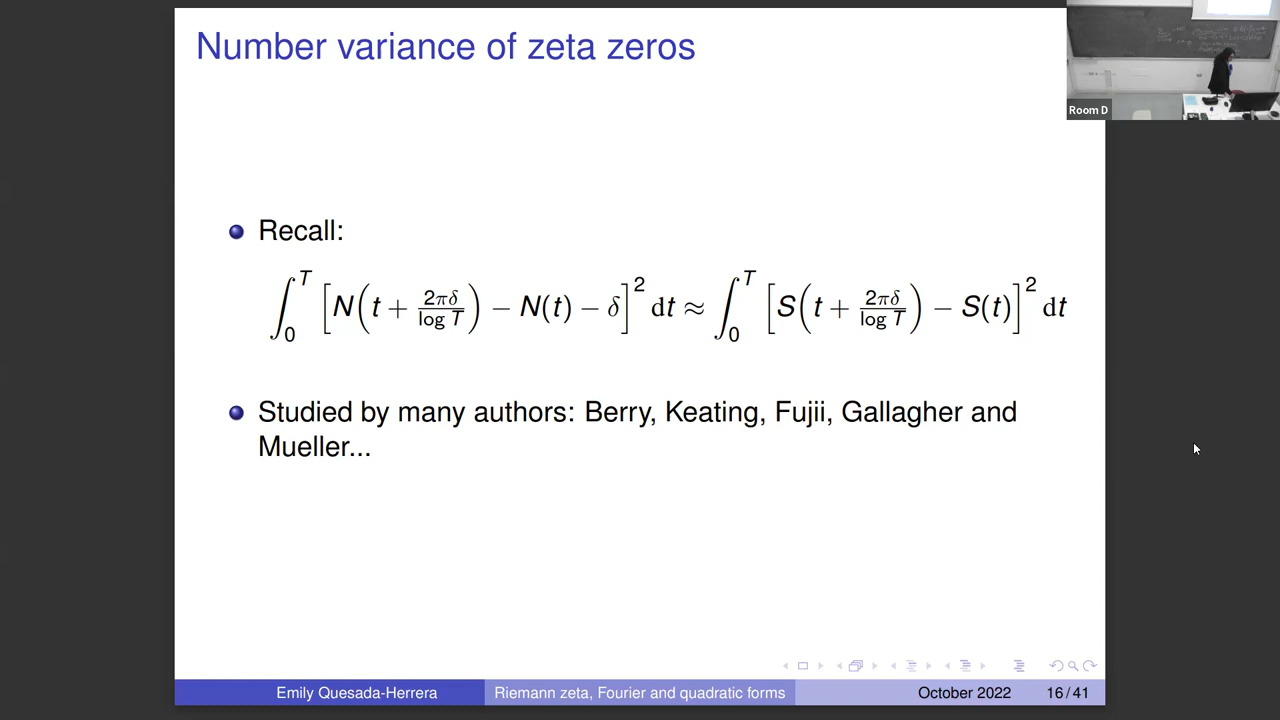 Number variance of zeta zeros
Room D
Recall:
∫₀ᵀ [N(t + 2πδ/log T) − N(t) − δ]² dt ≈ ∫₀ᵀ [S(t + 2πδ/log T) − S(t)]² dt
Studied by many authors: Berry, Keating, Fujii, Gallagher and
Mueller...
Emily Quesada-Herrera Riemann zeta, Fourier and quadratic forms October 2022 16/41